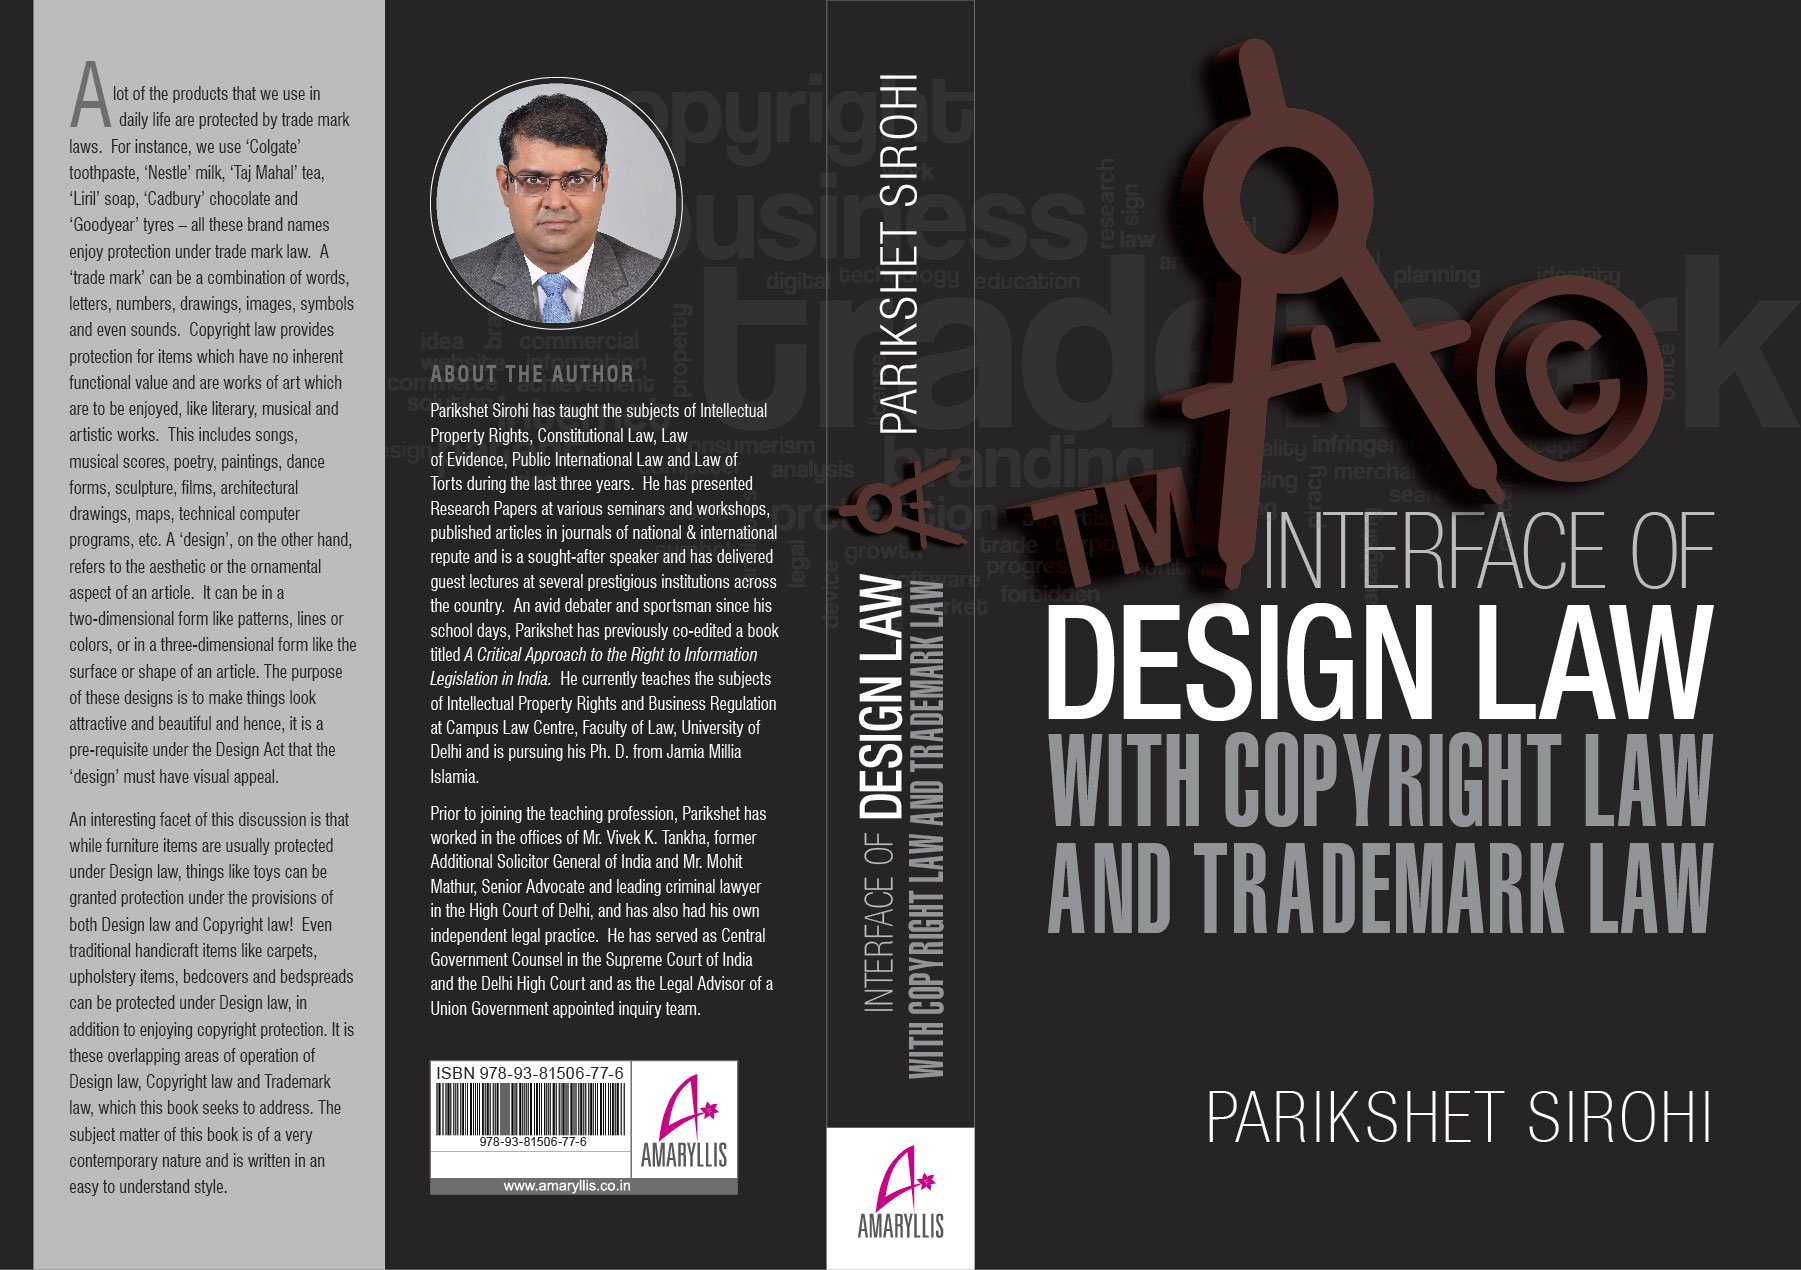 A lot of the products that we use in
daily life are protected by trade mark
laws. For instance, we use ‘Colgate’
toothpaste, ‘Nestle’ milk, ‘Taj Mahal’ tea,
‘Liril’ soap, ‘Cadbury’ chocolate and
‘Goodyear’ tyres – all these brand names
enjoy protection under trade mark law. A
‘trade mark’ can be a combination of words,
letters, numbers, drawings, images, symbols
and even sounds. Copyright law provides
protection for items which have no inherent
functional value and are works of art which
are to be enjoyed, like literary, musical and
artistic works. This includes songs,
musical scores, poetry, paintings, dance
forms, sculpture, films, architectural
drawings, maps, technical computer
programs, etc. A ‘design’, on the other hand,
refers to the aesthetic or the ornamental
aspect of an article. It can be in a
two-dimensional form like patterns, lines or
colors, or in a three-dimensional form like the
surface or shape of an article. The purpose
of these designs is to make things look
attractive and beautiful and hence, it is a
pre-requisite under the Design Act that the
‘design’ must have visual appeal.
An interesting facet of this discussion is that
while furniture items are usually protected
under Design law, things like toys can be
granted protection under the provisions of
both Design law and Copyright law! Even
traditional handicraft items like carpets,
upholstery items, bedcovers and bedspreads
can be protected under Design law, in
addition to enjoying copyright protection. It is
these overlapping areas of operation of
Design law, Copyright law and Trademark
law, which this book seeks to address. The
subject matter of this book is of a very
contemporary nature and is written in an
easy to understand style.
ABOUT THE AUTHOR
Parikshet Sirohi has taught the subjects of Intellectual
Property Rights, Constitutional Law, Law
of Evidence, Public International Law and Law of
Torts during the last three years. He has presented
Research Papers at various seminars and workshops,
published articles in journals of national & international
repute and is a sought-after speaker and has delivered
guest lectures at several prestigious institutions across
the country. An avid debater and sportsman since his
school days, Parikshet has previously co-edited a book
titled A Critical Approach to the Right to Information
Legislation in India. He currently teaches the subjects
of Intellectual Property Rights and Business Regulation
at Campus Law Centre, Faculty of Law, University of
Delhi and is pursuing his Ph. D. from Jamia Millia
Islamia.
Prior to joining the teaching profession, Parikshet has
worked in the offices of Mr. Vivek K. Tankha, former
Additional Solicitor General of India and Mr. Mohit
Mathur, Senior Advocate and leading criminal lawyer
in the High Court of Delhi, and has also had his own
independent legal practice. He has served as Central
Government Counsel in the Supreme Court of India
and the Delhi High Court and as the Legal Advisor of a
Union Government appointed inquiry team.
ISBN 978-93-81506-77-6
978-93-81506-77-6
AMARYLLIS
www.amaryllis.co.in
PARIKSHET SIROHI
INTERFACE OF DESIGN LAW
WITH COPYRIGHT LAW AND TRADEMARK LAW
AMARYLLIS
TM
©
INTERFACE OF
DESIGN LAW
WITH COPYRIGHT LAW
AND TRADEMARK LAW
PARIKSHET SIROHI
business
research
law
digital technology education
planning
identity
trademark
idea
commercial
website information
achievement
property
consumerism
analysis
branding
growth
trade
legal
device
forbidden
piracy
office